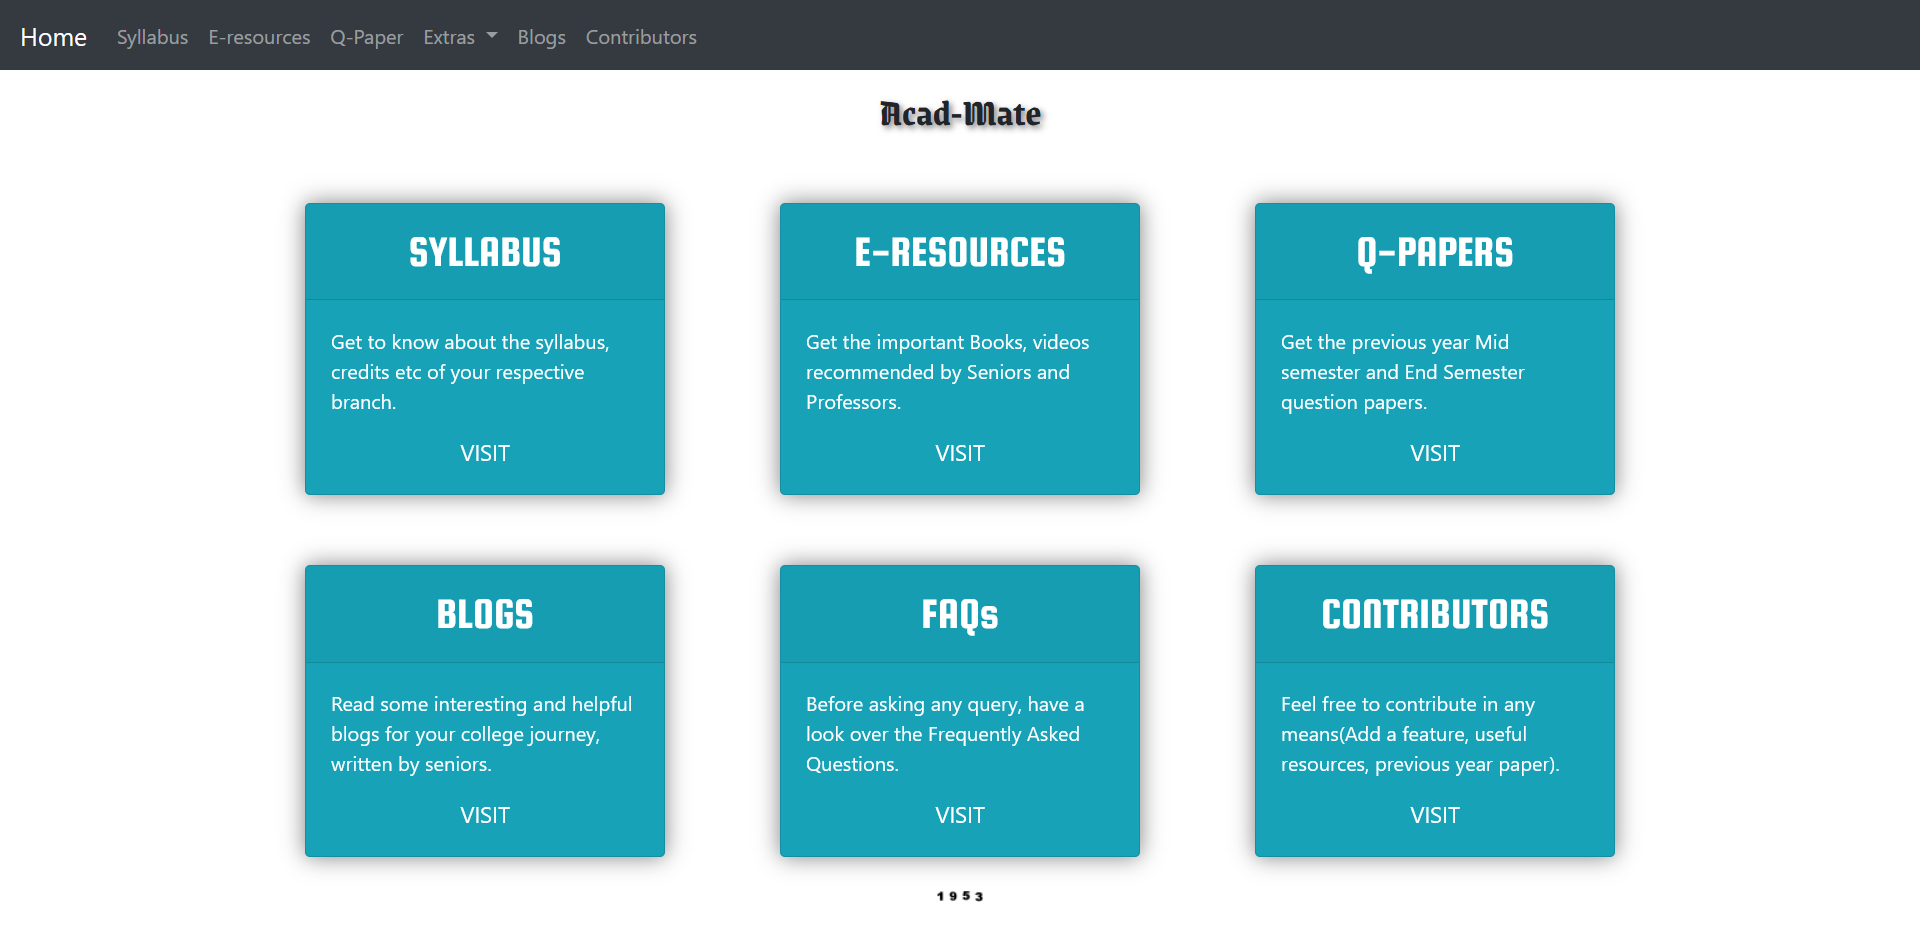 Home Syllabus E-resources Q-Paper Extras Blogs Contributors
Acad-Mate
SYLLABUS
Get to know about the syllabus,
credits etc of your respective
branch.
VISIT
E-RESOURCES
Get the important Books, videos
recommended by Seniors and
Professors.
VISIT
Q-PAPERS
Get the previous year Mid
semester and End Semester
question papers.
VISIT
BLOGS
Read some interesting and helpful
blogs for your college journey,
written by seniors.
VISIT
FAQs
Before asking any query, have a
look over the Frequently Asked
Questions.
VISIT
CONTRIBUTORS
Feel free to contribute in any
means(Add a feature, useful
resources, previous year paper).
VISIT
1953